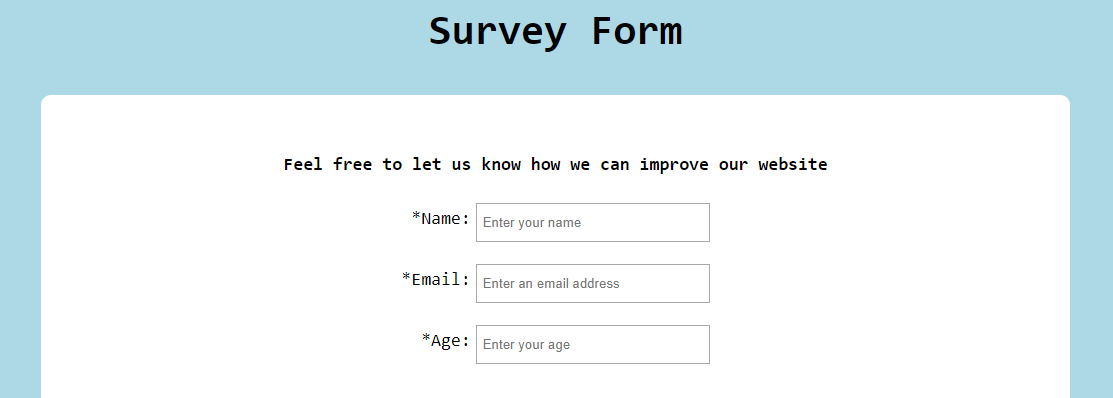 Survey Form
Feel free to let us know how we can improve our website
*Name: Enter your name
*Email: Enter an email address
*Age: Enter your age